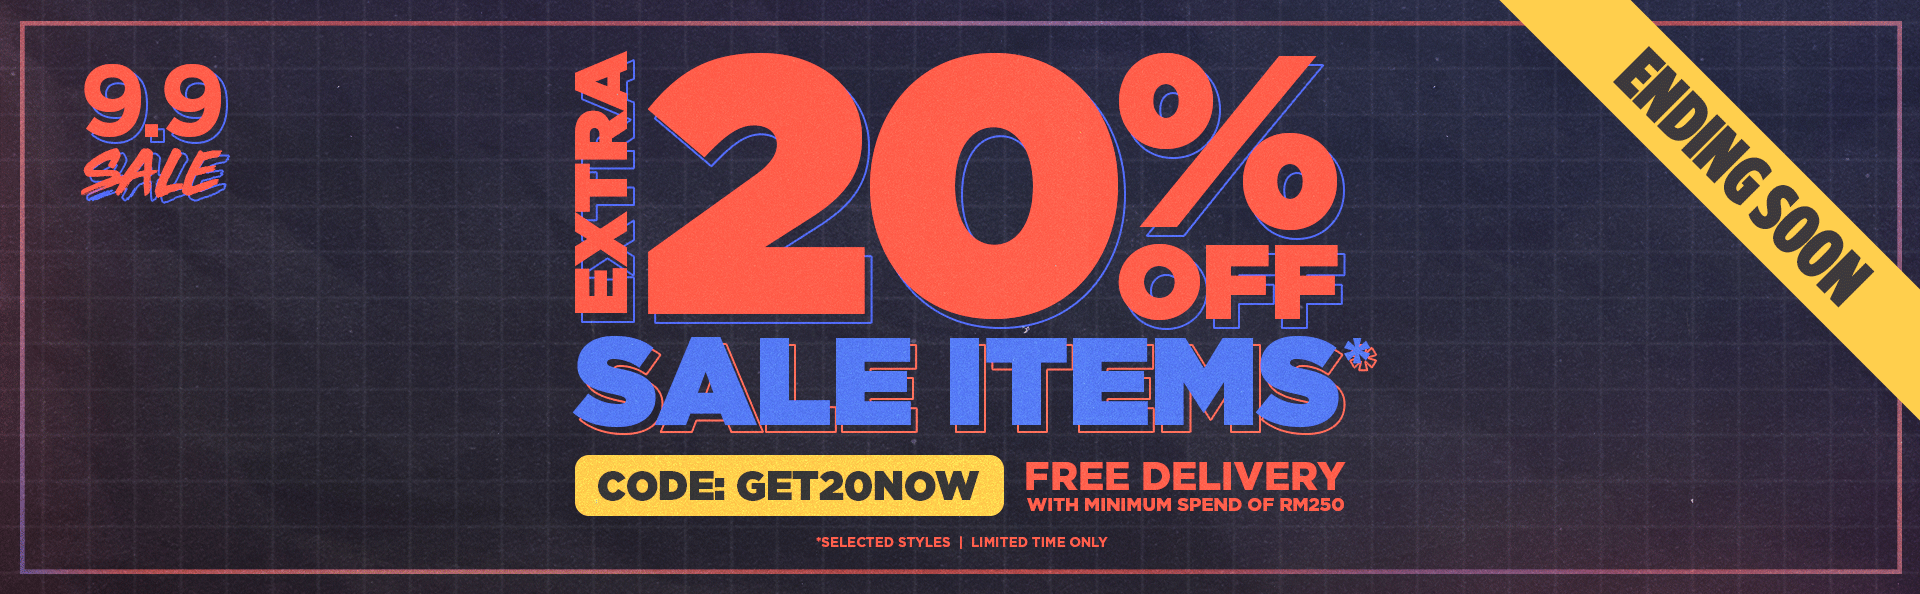 9.9
SALE
EXTRA
20%
OFF
SALE ITEMS*
CODE: GET20NOW
FREE DELIVERY
WITH MINIMUM SPEND OF RM250
*SELECTED STYLES | LIMITED TIME ONLY
ENDING SOON